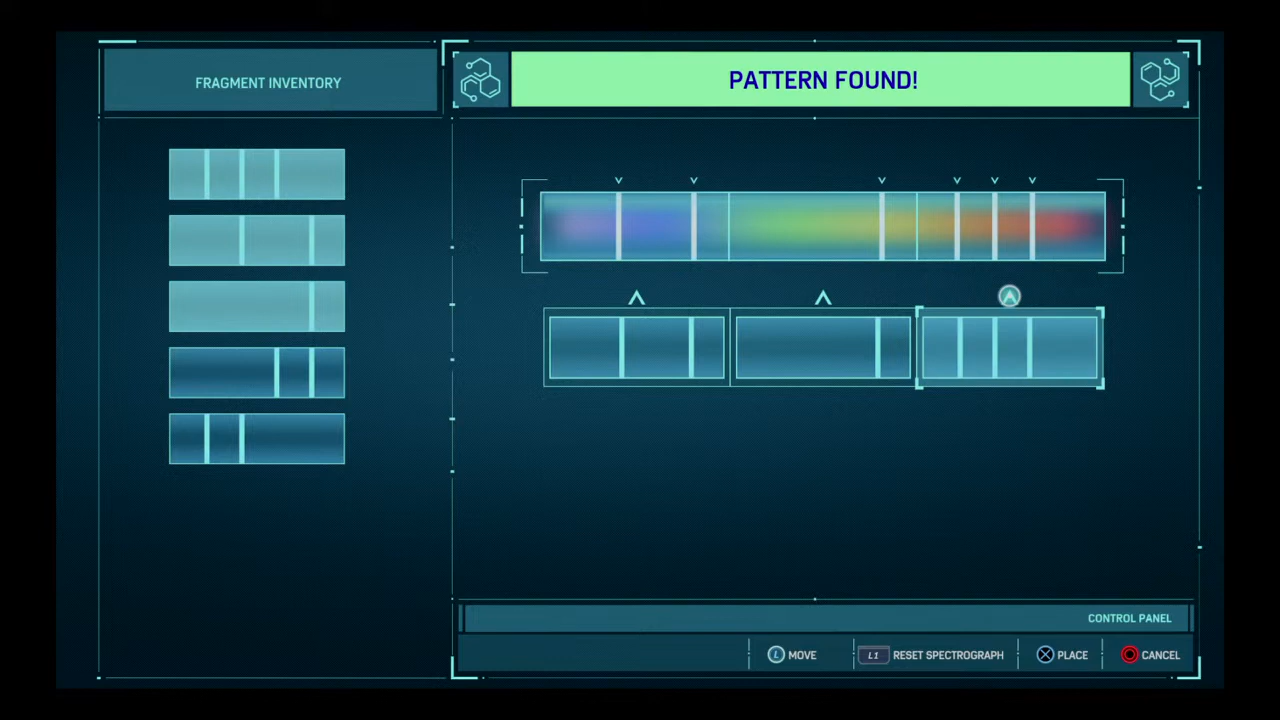 FRAGMENT INVENTORY
PATTERN FOUND!
CONTROL PANEL
L MOVE
L1 RESET SPECTROGRAPH
PLACE
CANCEL